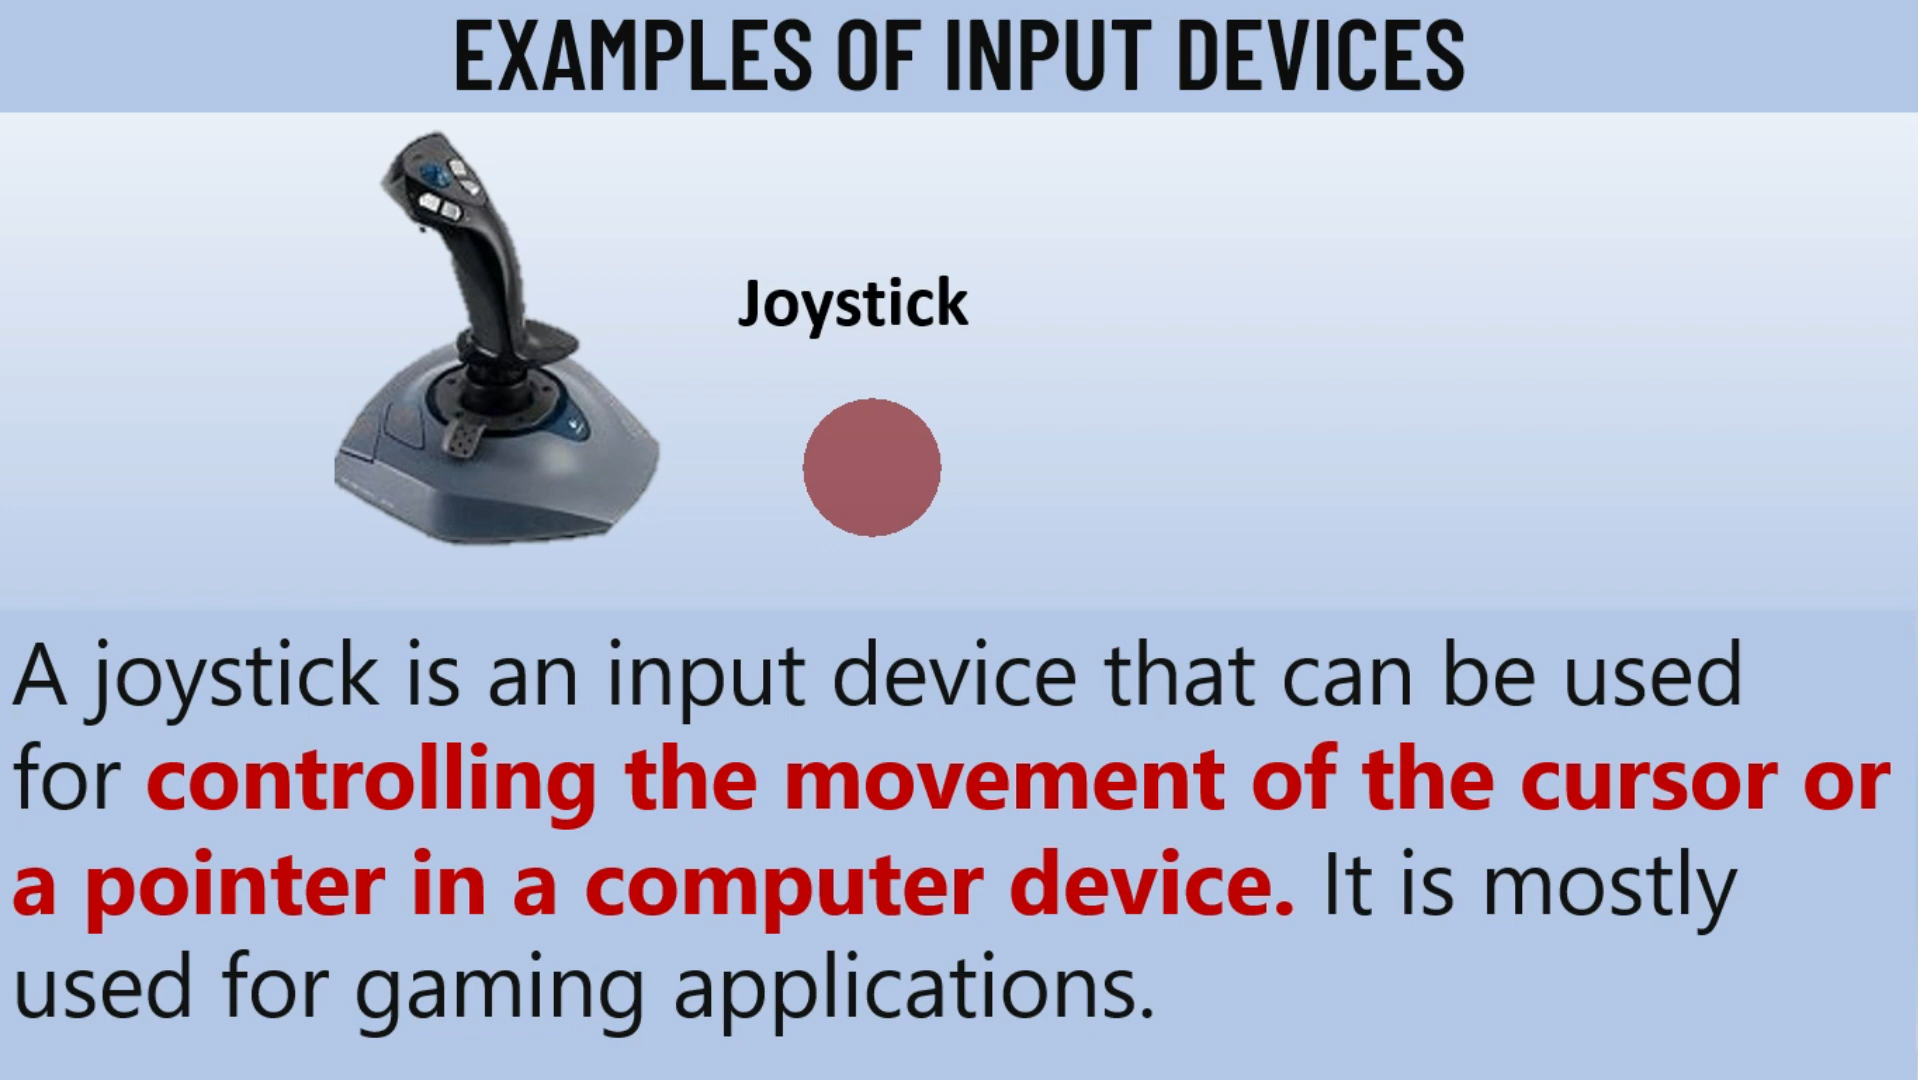 EXAMPLES OF INPUT DEVICES
Joystick
A joystick is an input device that can be used
for controlling the movement of the cursor or
a pointer in a computer device. It is mostly
used for gaming applications.